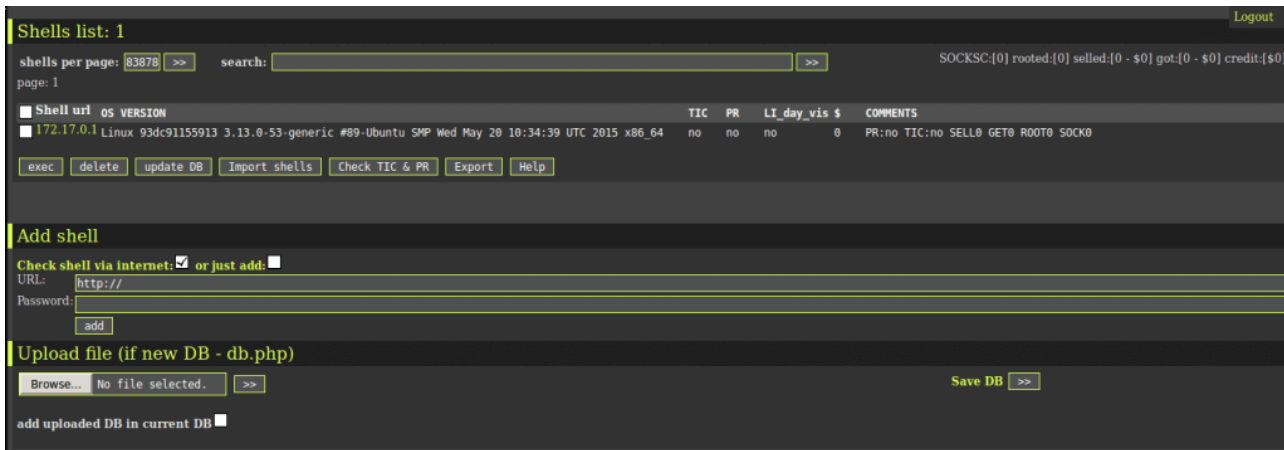 Logout
Shells list: 1
shells per page: 83878 >> search: >> SOCKSC:[0] rooted:[0] selled:[0 - $0] got:[0 - $0] credit:[$0]
page: 1
Shell url OS VERSION TIC PR LI_day_vis $ COMMENTS
172.17.0.1 Linux 93dc91155913 3.13.0-53-generic #89-Ubuntu SMP Wed May 20 10:34:39 UTC 2015 x86_64 no no no 0 PR:no TIC:no SELL0 GET0 ROOT0 SOCK0
exec delete update DB Import shells Check TIC & PR Export Help
Add shell
Check shell via internet: or just add:
URL: http://
Password:
add
Upload file (if new DB - db.php)
Browse... No file selected. >> Save DB >>
add uploaded DB in current DB